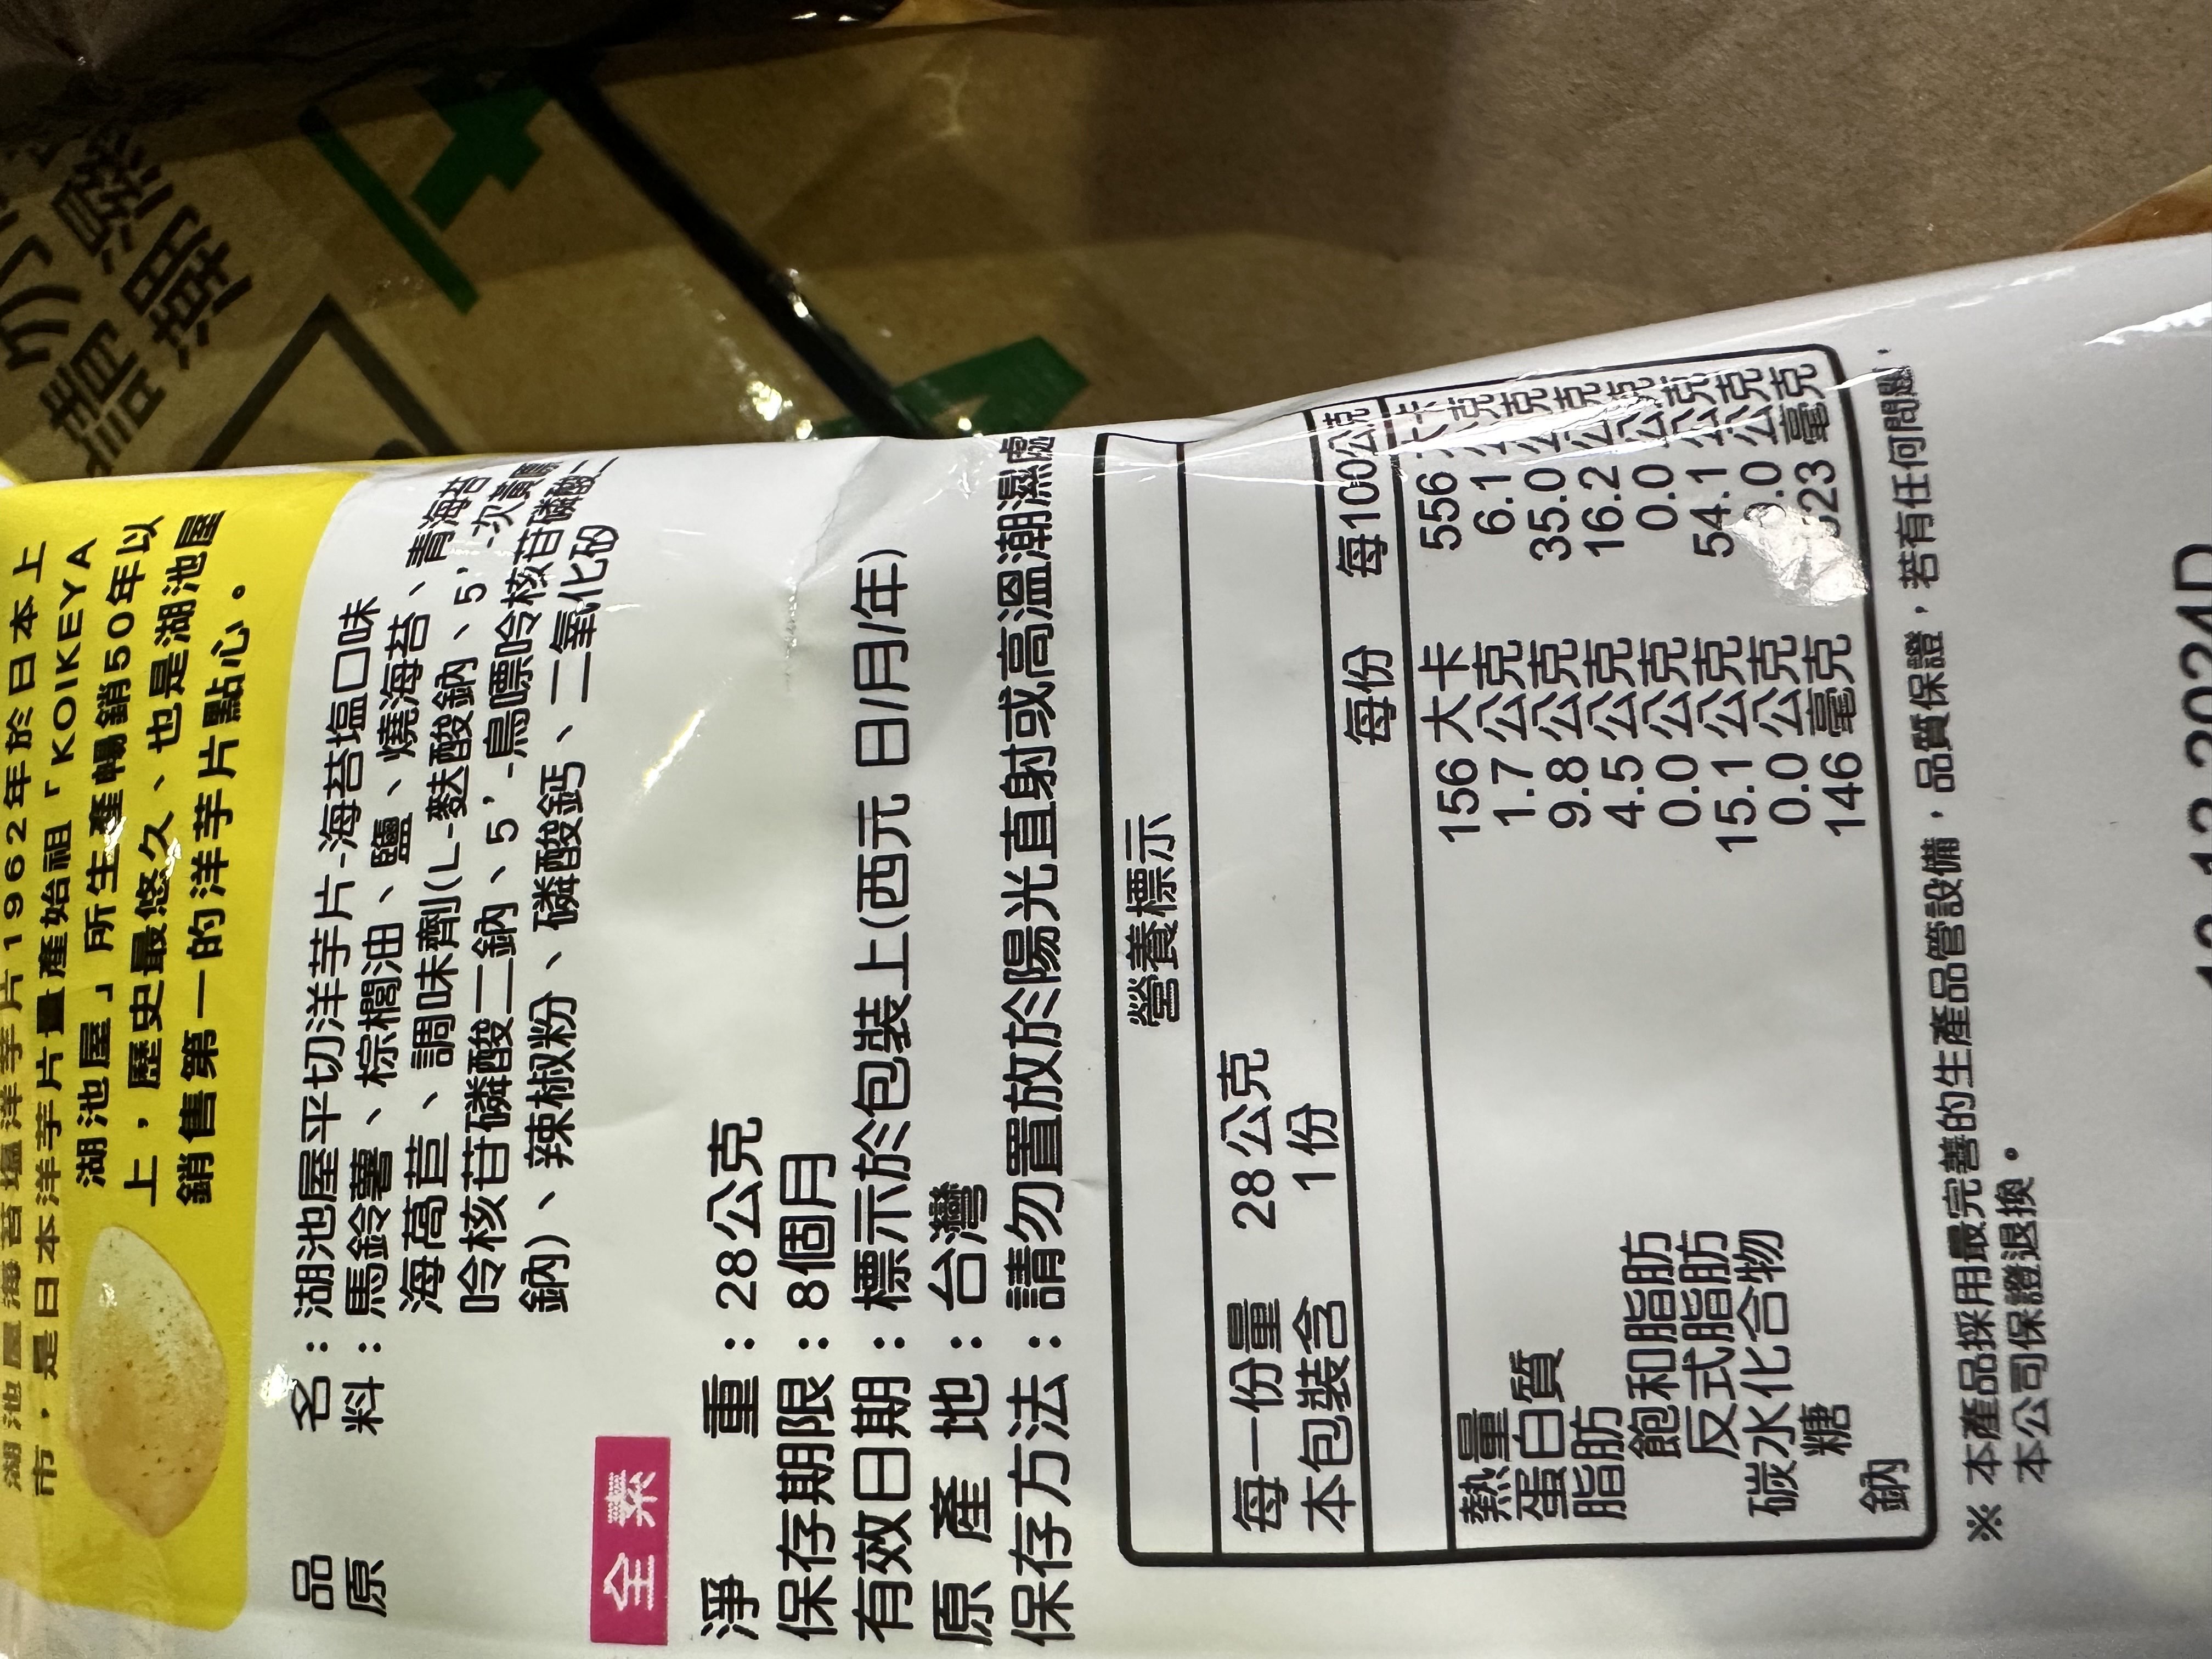 湖池屋海苔塩洋芋片1962年於日本上
市，是日本洋芋片量產始祖「KOIKEYA
湖池屋」所生產暢銷50年以
上，歷史最悠久、也是湖池屋
銷售第一的洋芋片點心。
品　　名：湖池屋平切洋芋片-海苔塩口味
原　　料：馬鈴薯、棕櫚油、鹽、燒海苔、青海苔、
海萵苣、調味劑(L-麩酸鈉、5'-次黃嘌
呤核苷磷酸二鈉、5'-鳥嘌呤核苷磷酸二
鈉)、辣椒粉、磷酸鈣、二氧化矽
全素
淨　　重：28公克
保存期限：8個月
有效日期：標示於包裝上(西元 日/月/年)
原 產 地：台灣
保存方法：請勿置放於陽光直射或高溫潮濕處
營養標示
每一份量 28公克
本包裝含 1份
每份 每100公克
熱量 156 大卡 556 大卡
蛋白質 1.7 公克 6.1 公克
脂肪 9.8 公克 35.0 公克
飽和脂肪 4.5 公克 16.2 公克
反式脂肪 0.0 公克 0.0 公克
碳水化合物 15.1 公克 54.1 公克
糖 0.0 公克 0.0 公克
鈉 146 毫克 毫克
※本產品採用最完善的生產品管設備，品質保證，若有任何問題，
本公司保證退換。
12 2024D
請勿